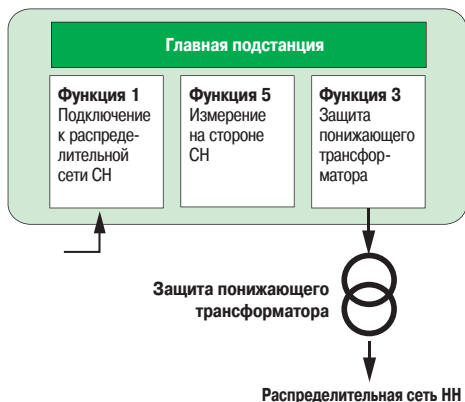 Главная подстанция
Функция 1
Подключение
к распреде-
лительной
сети СН
Функция 5
Измерение
на стороне
СН
Функция 3
Защита
понижающего
трансфор-
матора
Защита понижающего
трансформатора
Распределительная сеть НН